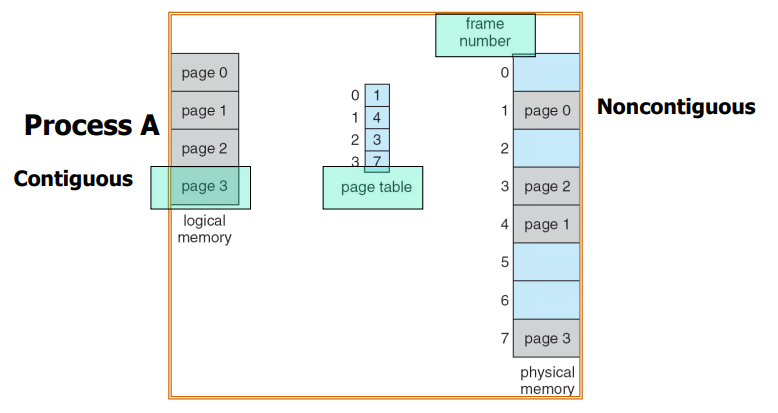 frame
number
Process A
Contiguous
page 0
page 1
page 2
page 3
logical
memory
0 1
1 4
2 3
3 7
page table
0
1 page 0
2
3 page 2
4 page 1
5
6
7 page 3
physical
memory
Noncontiguous